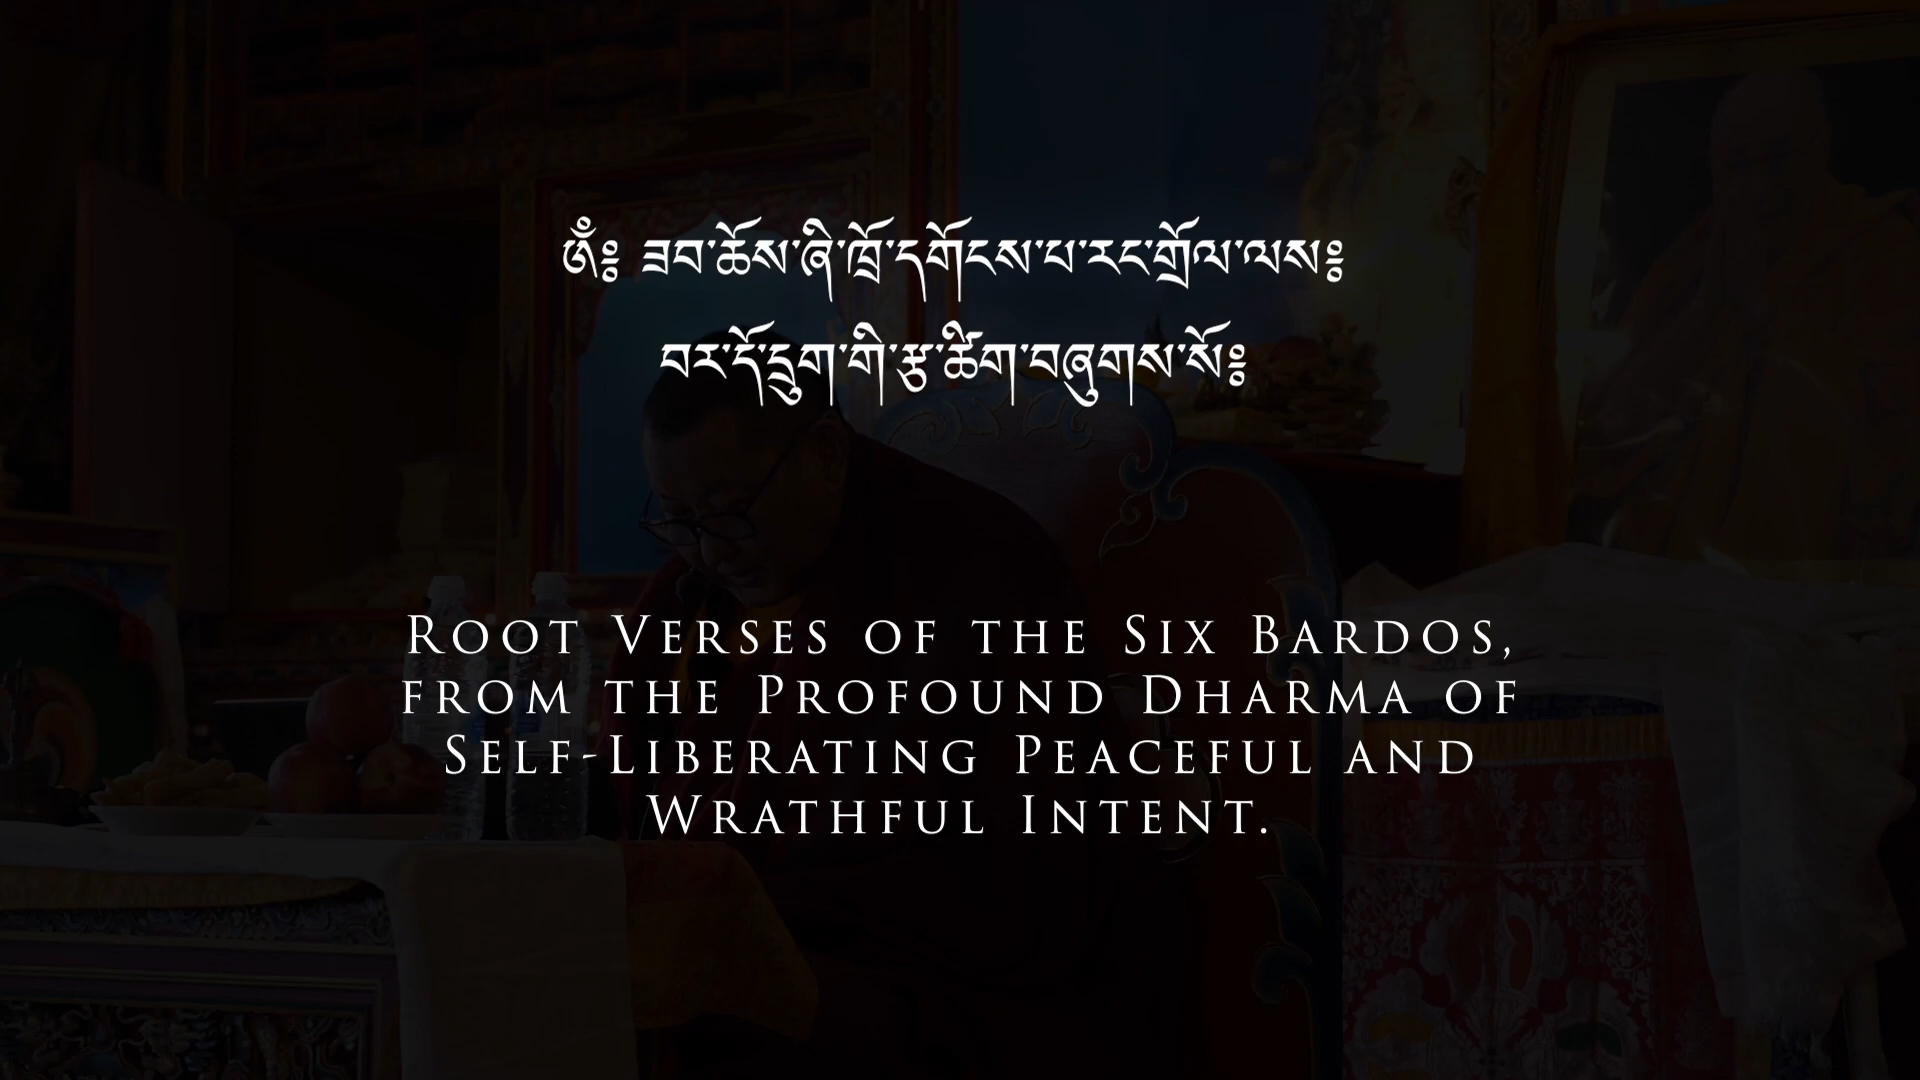 ༀ༔ ཟབ་ཆོས་ཞི་ཁྲོ་དགོངས་པ་རང་གྲོལ་ལས༔
བར་དོ་དྲུག་གི་རྩ་ཚིག་བཞུགས་སོ༔
Root Verses of the Six Bardos,
from the Profound Dharma of
Self-Liberating Peaceful and
Wrathful Intent.